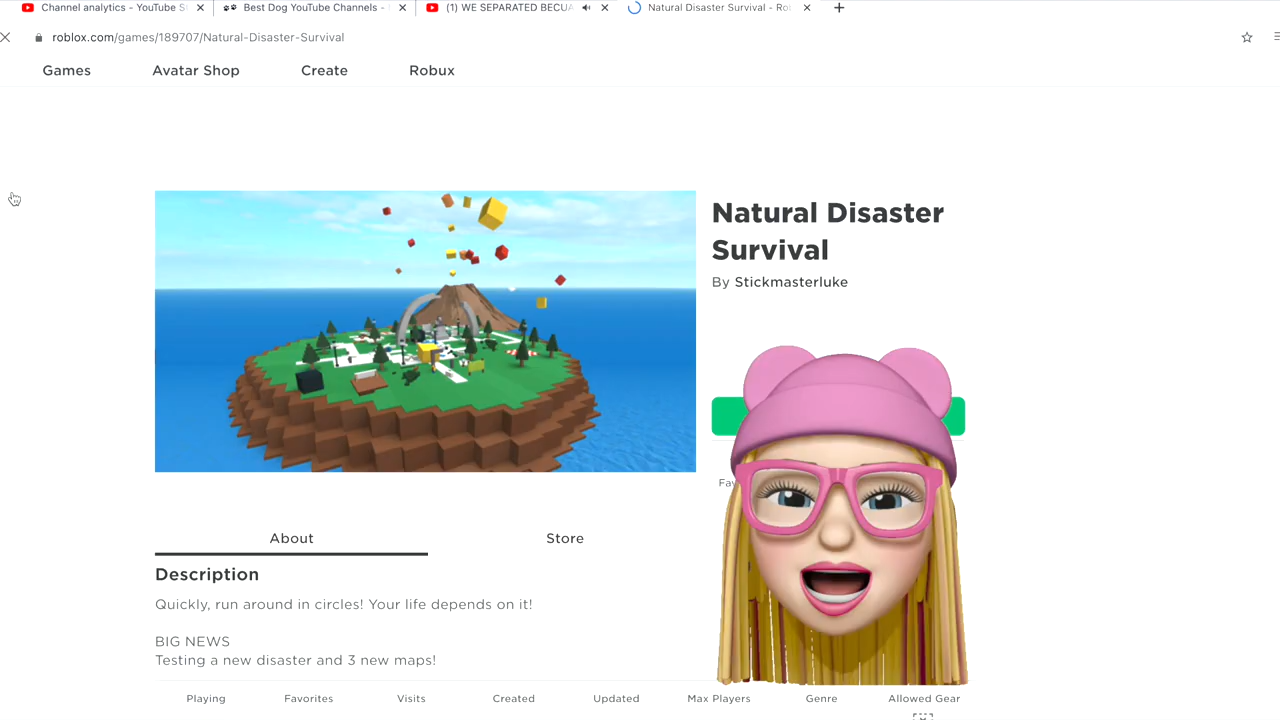 Channel analytics - YouTube S
Best Dog YouTube Channels -
(1) WE SEPARATED BECUA
Natural Disaster Survival - Ro
roblox.com/games/189707/Natural-Disaster-Survival
Games
Avatar Shop
Create
Robux
Natural Disaster
Survival
By Stickmasterluke
Fav
About
Store
Description
Quickly, run around in circles! Your life depends on it!
BIG NEWS
Testing a new disaster and 3 new maps!
Playing
Favorites
Visits
Created
Updated
Max Players
Genre
Allowed Gear